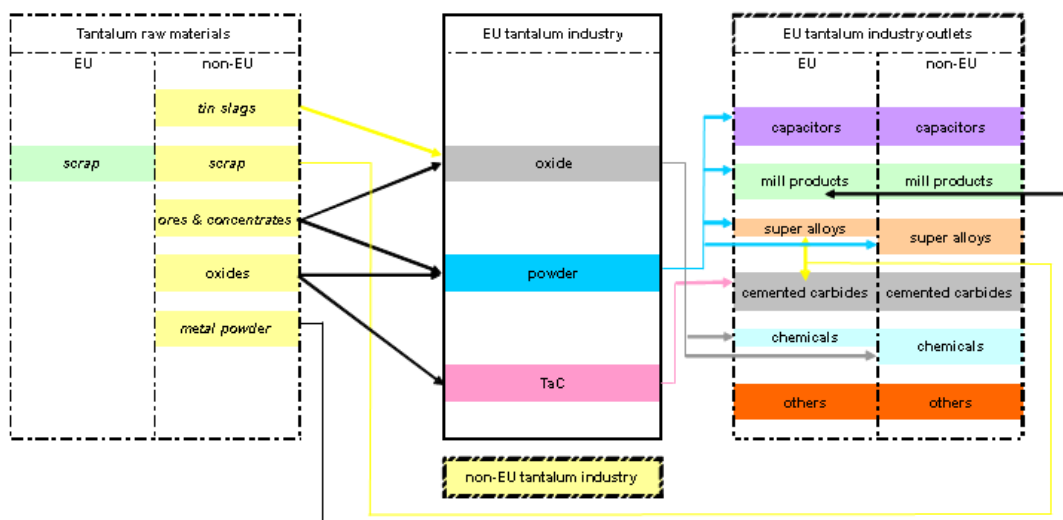 Tantalum raw materials
EU
non-EU
tin slags
scrap
scrap
ores & concentrates
oxides
metal powder
EU tantalum industry
oxide
powder
TaC
non-EU tantalum industry
EU tantalum industry outlets
EU
non-EU
capacitors
capacitors
mill products
mill products
super alloys
super alloys
cemented carbides
cemented carbides
chemicals
chemicals
others
others